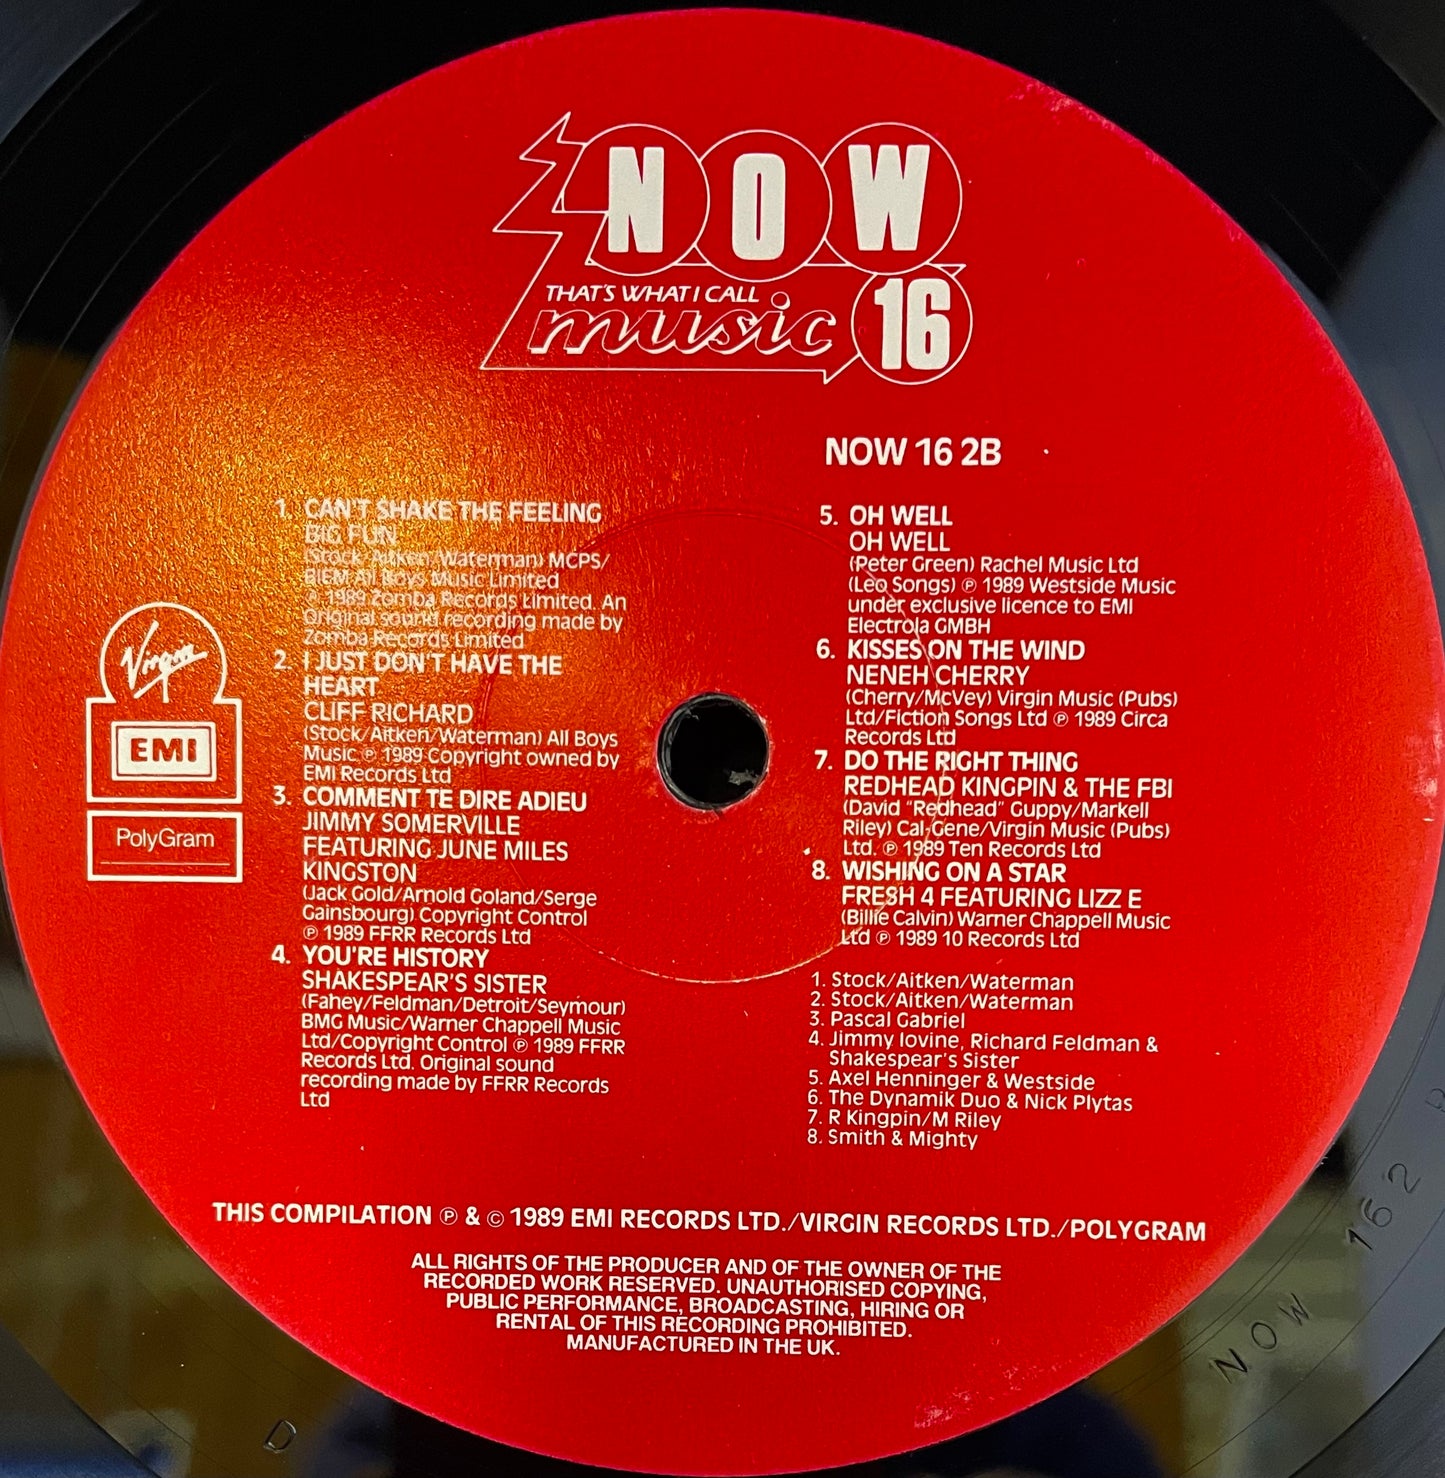 NOW
THAT'S WHAT I CALL
music 16
NOW 16 2B
1. CAN'T SHAKE THE FEELING
BIG FUN
(Stock/Aitken/Waterman) MCPS/
BIEM All Boys Music Limited
℗ 1989 Zomba Records Limited. An
Original sound recording made by
Zomba Records Limited
2. I JUST DON'T HAVE THE
HEART
CLIFF RICHARD
(Stock/Aitken/Waterman) All Boys
Music ℗ 1989 Copyright owned by
EMI Records Ltd
3. COMMENT TE DIRE ADIEU
JIMMY SOMERVILLE
FEATURING JUNE MILES
KINGSTON
(Jack Gold/Arnold Goland/Serge
Gainsbourg) Copyright Control
℗ 1989 FFRR Records Ltd
4. YOU'RE HISTORY
SHAKESPEAR'S SISTER
(Fahey/Feldman/Detroit/Seymour)
BMG Music/Warner Chappell Music
Ltd/Copyright Control ℗ 1989 FFRR
Records Ltd. Original sound
recording made by FFRR Records
Ltd
5. OH WELL
OH WELL
(Peter Green) Rachel Music Ltd
(Leo Songs) ℗ 1989 Westside Music
under exclusive licence to EMI
Electrola GMBH
6. KISSES ON THE WIND
NENEH CHERRY
(Cherry/McVey) Virgin Music (Pubs)
Ltd/Fiction Songs Ltd ℗ 1989 Circa
Records Ltd
7. DO THE RIGHT THING
REDHEAD KINGPIN & THE FBI
(David "Redhead" Guppy/Markell
Riley) Cal-Gene/Virgin Music (Pubs)
Ltd. ℗ 1989 Ten Records Ltd
8. WISHING ON A STAR
FRESH 4 FEATURING LIZZ E
(Billie Calvin) Warner Chappell Music
Ltd ℗ 1989 10 Records Ltd
1. Stock/Aitken/Waterman
2. Stock/Aitken/Waterman
3. Pascal Gabriel
4. Jimmy Iovine, Richard Feldman &
Shakespear's Sister
5. Axel Henninger & Westside
6. The Dynamik Duo & Nick Plytas
7. R Kingpin/M Riley
8. Smith & Mighty
Virgin
EMI
PolyGram
THIS COMPILATION ℗ & © 1989 EMI RECORDS LTD./VIRGIN RECORDS LTD./POLYGRAM
ALL RIGHTS OF THE PRODUCER AND OF THE OWNER OF THE
RECORDED WORK RESERVED. UNAUTHORISED COPYING,
PUBLIC PERFORMANCE, BROADCASTING, HIRING OR
RENTAL OF THIS RECORDING PROHIBITED.
MANUFACTURED IN THE UK.
D
NOW 162